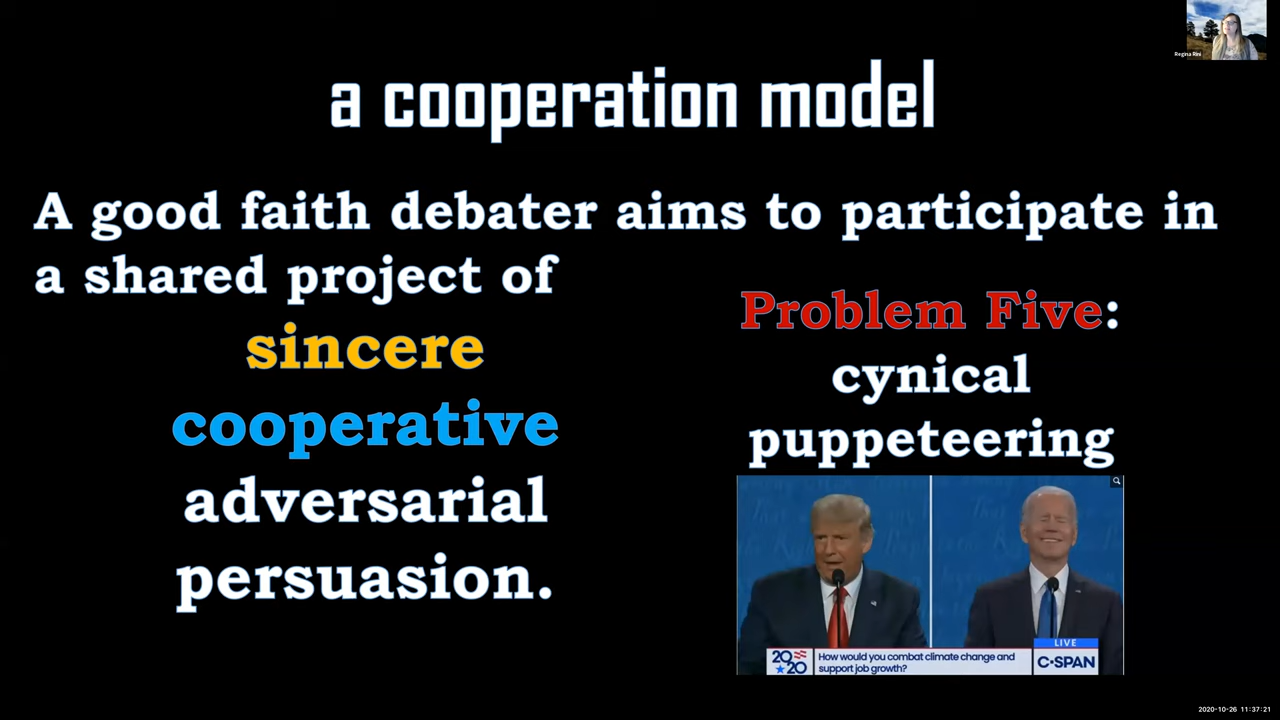 Regina Rini
a cooperation model
A good faith debater aims to participate in
a shared project of
sincere
cooperative
adversarial
persuasion.
Problem Five:
cynical
puppeteering
LIVE
2020
How would you combat climate change and
support job growth?
C-SPAN
2020-10-26 11:37:21